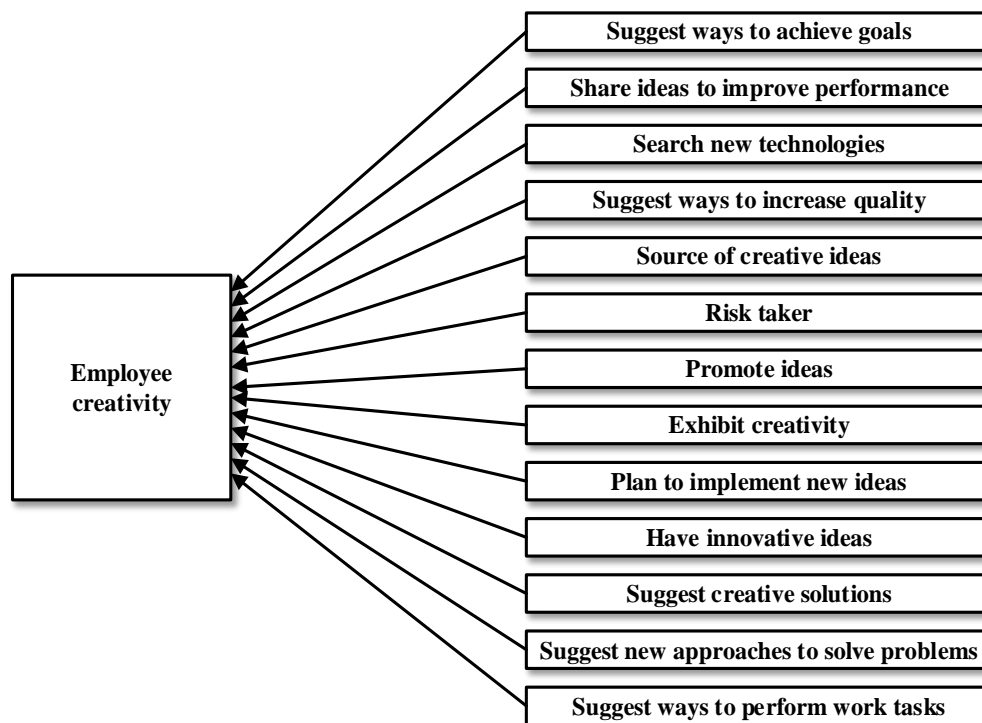 Suggest ways to achieve goals
Share ideas to improve performance
Search new technologies
Suggest ways to increase quality
Source of creative ideas
Risk taker
Employee
creativity
Promote ideas
Exhibit creativity
Plan to implement new ideas
Have innovative ideas
Suggest creative solutions
Suggest new approaches to solve problems
Suggest ways to perform work tasks